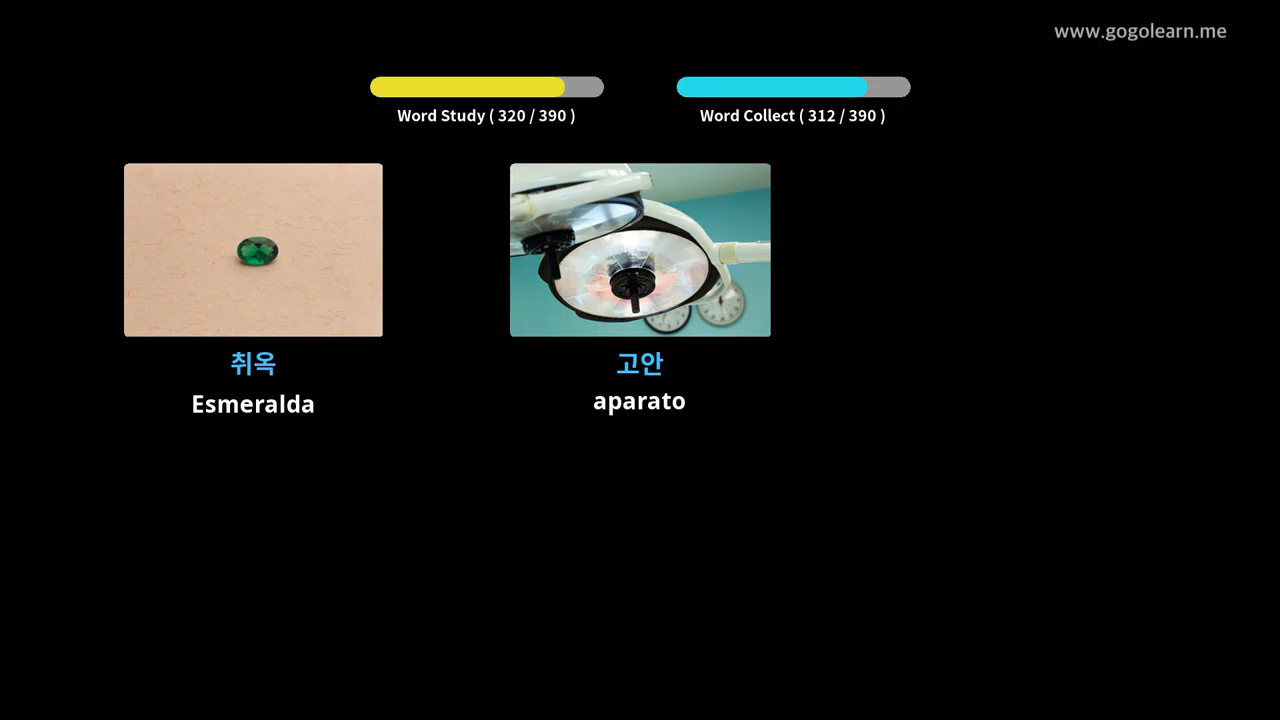 www.gogolearn.me
Word Study ( 320 / 390 )
Word Collect ( 312 / 390 )
취옥
Esmeralda
고안
aparato